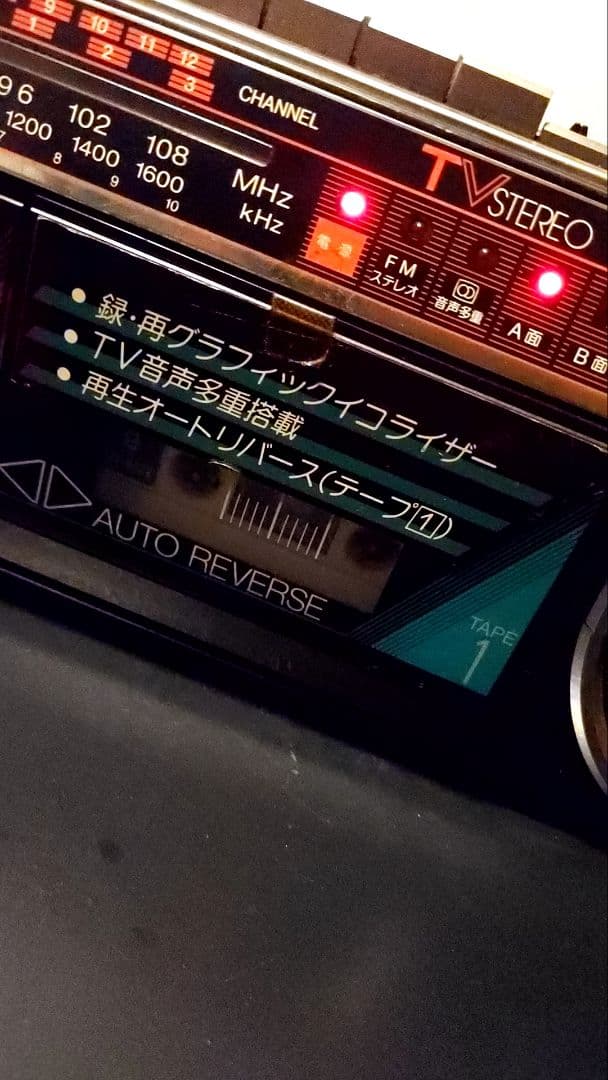 9 10 11 12
1 2 3
CHANNEL
96 102 108 MHz
1200 1400 1600 kHz
7 8 9 10
TV STEREO
電源
FM
ステレオ
音声多重
A面
B面
• 録・再グラフィックイコライザー
• TV音声多重搭載
• 再生オートリバース(テープ1)
AUTO REVERSE
TAPE
1